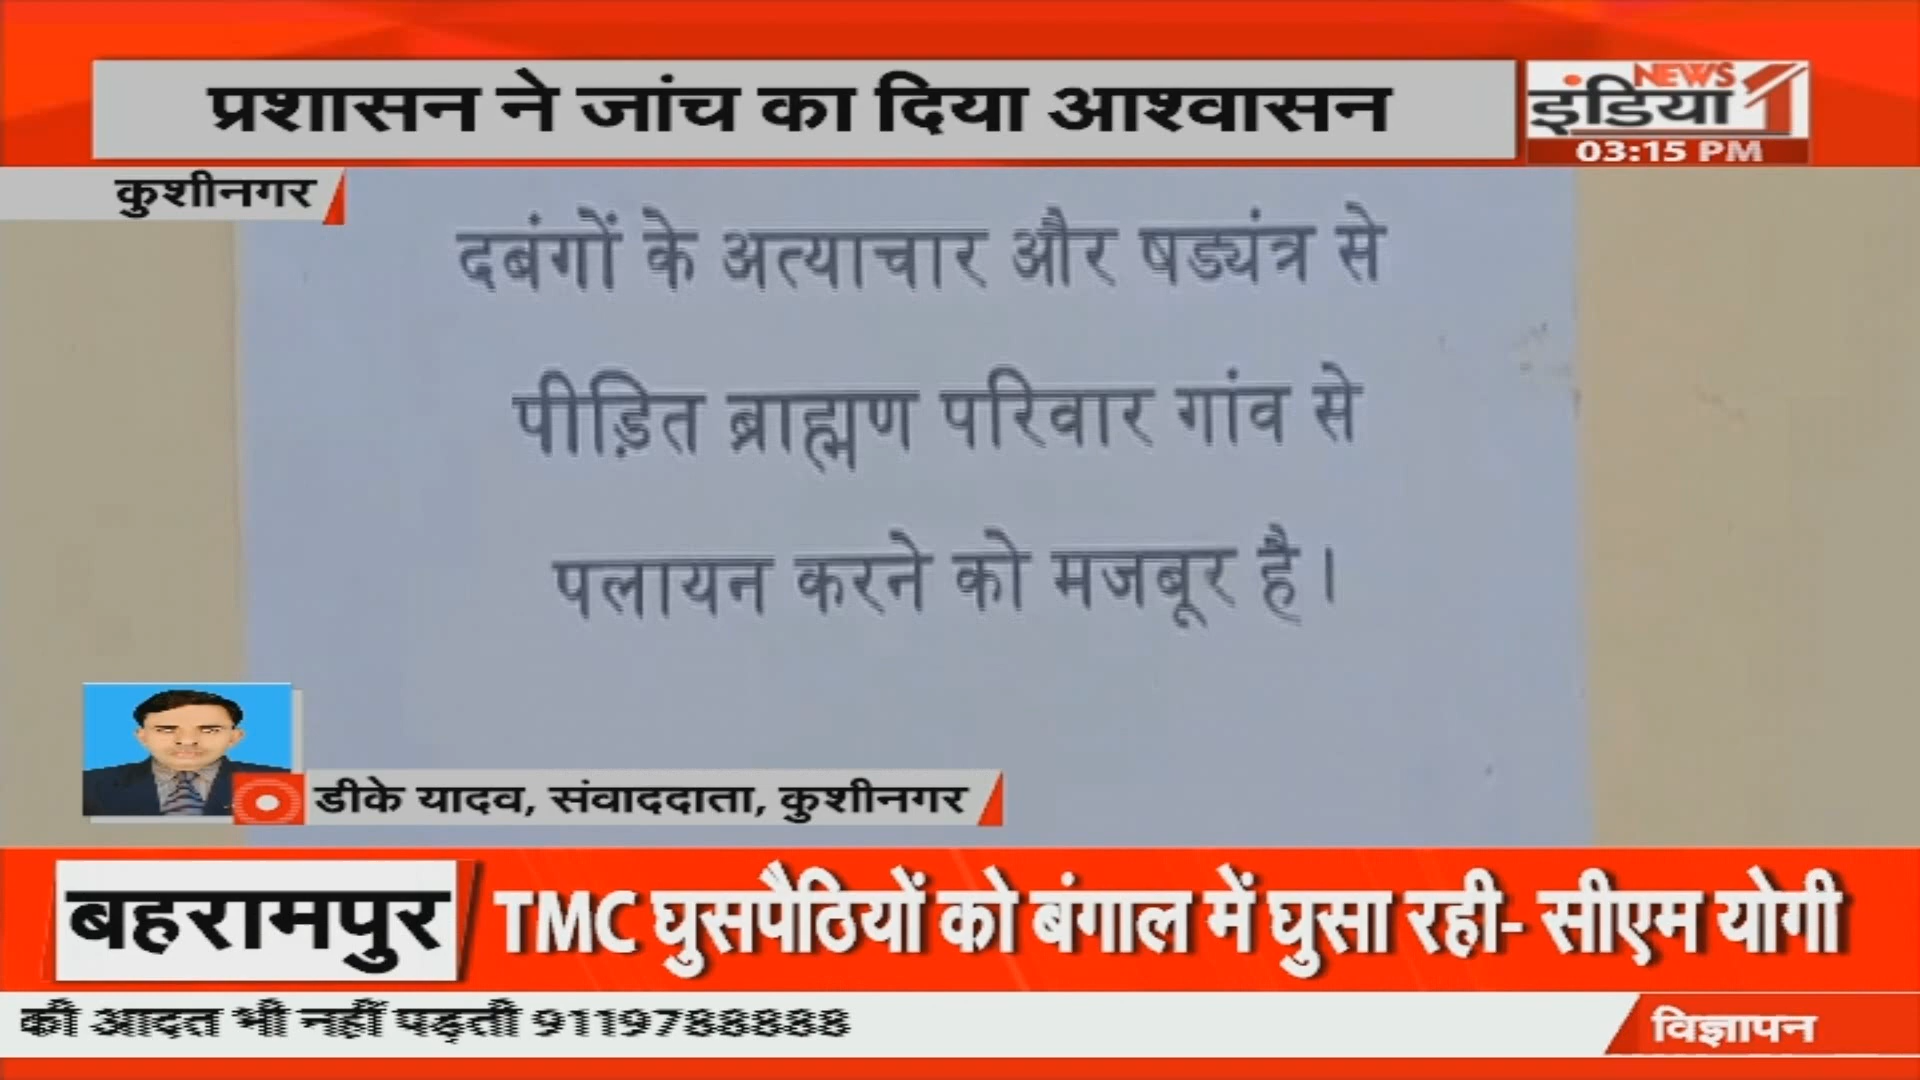 प्रशासन ने जांच का दिया आश्वासन
NEWS
इंडिया 1
03:15 PM
कुशीनगर
दबंगों के अत्याचार और षड्यंत्र से
पीड़ित ब्राह्मण परिवार गांव से
पलायन करने को मजबूर है।
डीके यादव, संवाददाता, कुशीनगर
बहरामपुर
TMC घुसपैठियों को बंगाल में घुसा रही- सीएम योगी
की आदत भी नहीं पड़ती 9119788888
विज्ञापन